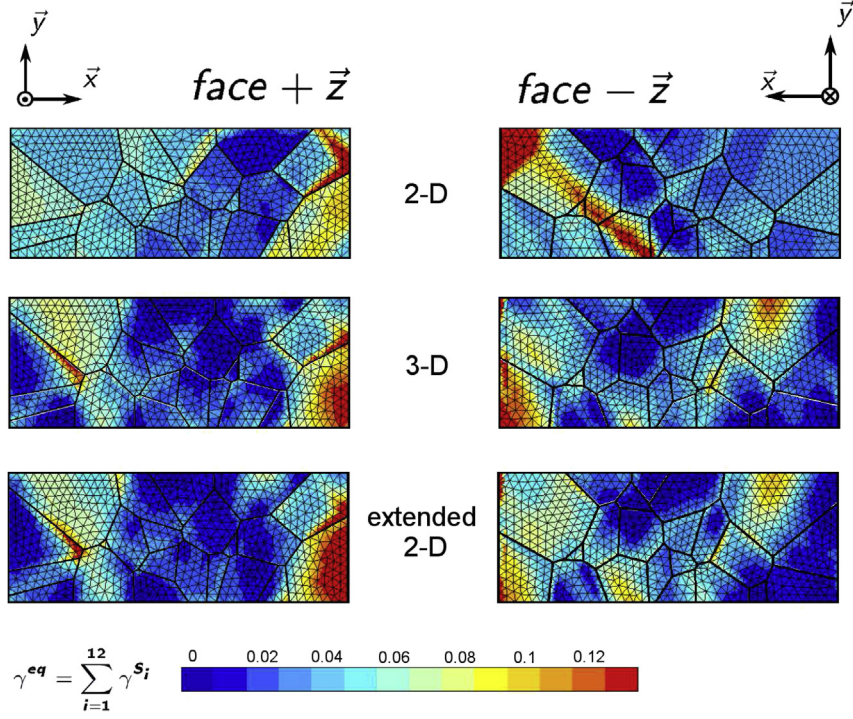 y⃗ x⃗ face + z⃗ face − z⃗ x⃗ y⃗
2-D
3-D
extended
2-D
γ^eq = ∑_{i=1}^{12} γ^{S_i}
0 0.02 0.04 0.06 0.08 0.1 0.12